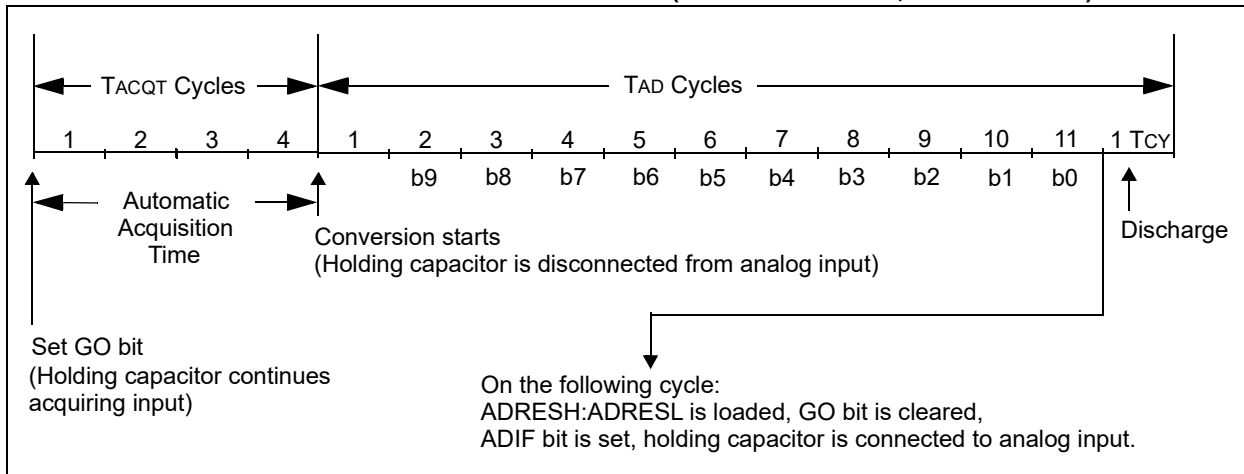 TACQT Cycles
TAD Cycles
1 2 3 4 1 2 3 4 5 6 7 8 9 10 11 1 TCY
b9 b8 b7 b6 b5 b4 b3 b2 b1 b0
Automatic
Acquisition
Time
Conversion starts
(Holding capacitor is disconnected from analog input)
Discharge
Set GO bit
(Holding capacitor continues
acquiring input)
On the following cycle:
ADRESH:ADRESL is loaded, GO bit is cleared,
ADIF bit is set, holding capacitor is connected to analog input.